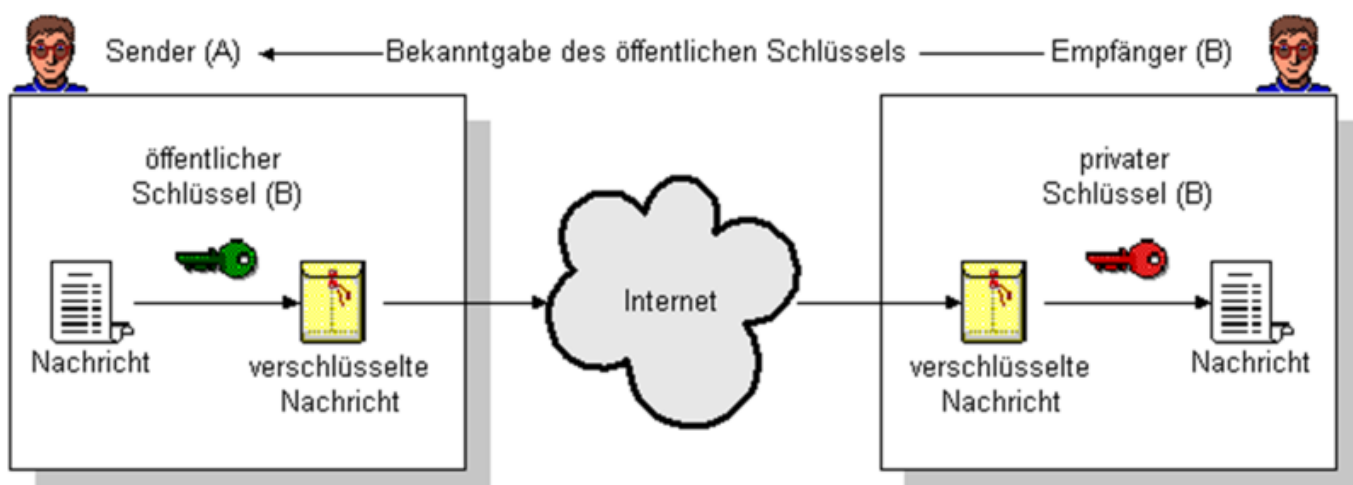 Sender (A)
Bekanntgabe des öffentlichen Schlüssels
Empfänger (B)
öffentlicher
Schlüssel (B)
Nachricht
verschlüsselte
Nachricht
Internet
privater
Schlüssel (B)
verschlüsselte
Nachricht
Nachricht